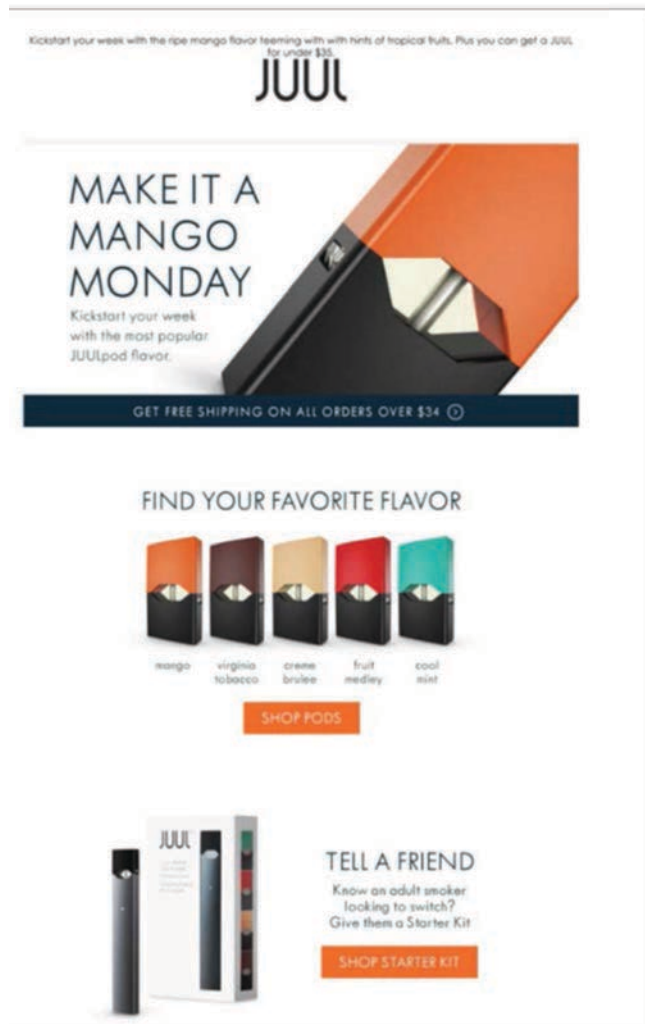 Kickstart your week with the ripe mango flavor teeming with with hints of tropical fruits. Plus you can get a JUUL
for under $35.
JUUL
MAKE IT A
MANGO
MONDAY
Kickstart your week
with the most popular
JUULpod flavor.
GET FREE SHIPPING ON ALL ORDERS OVER $34
FIND YOUR FAVORITE FLAVOR
mango virginia creme fruit cool
tobacco brulee medley mint
SHOP PODS
JUUL
TELL A FRIEND
Know an adult smoker
looking to switch?
Give them a Starter Kit
SHOP STARTER KIT